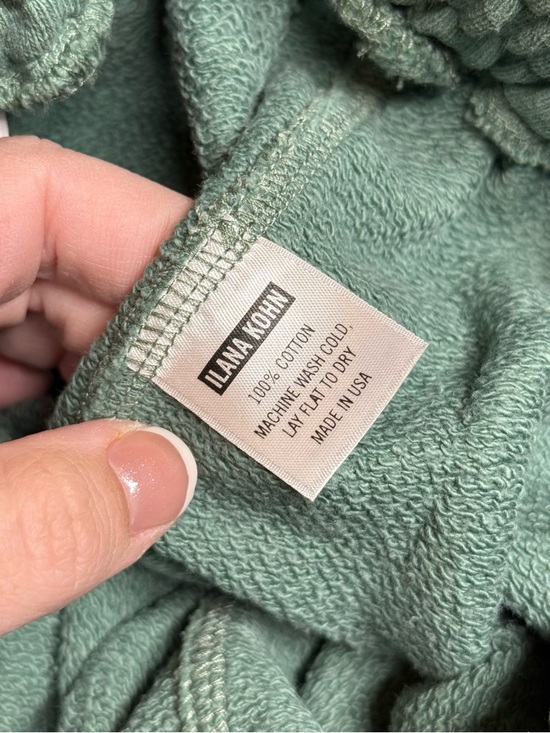 ILANA KOHN
100% COTTON
MACHINE WASH COLD,
LAY FLAT TO DRY
MADE IN USA